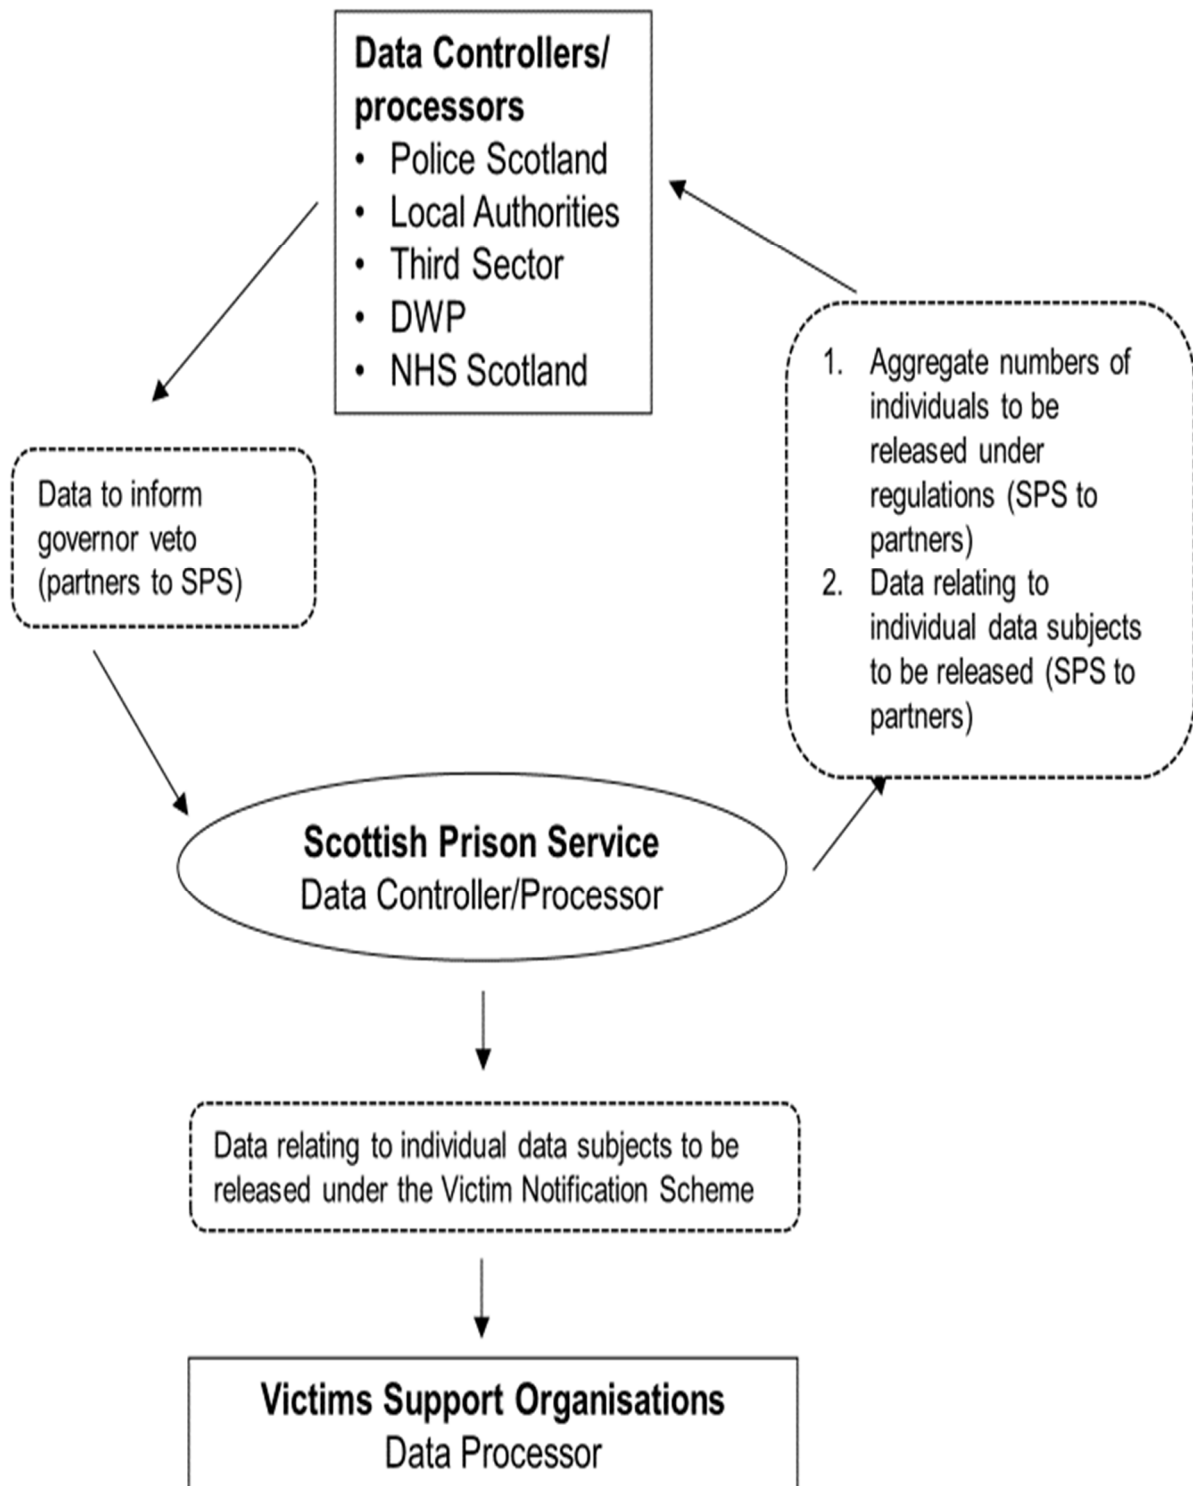 Data Controllers/
processors
• Police Scotland
• Local Authorities
• Third Sector
• DWP
• NHS Scotland
Data to inform
governor veto
(partners to SPS)
1. Aggregate numbers of
individuals to be
released under
regulations (SPS to
partners)
2. Data relating to
individual data subjects
to be released (SPS to
partners)
Scottish Prison Service
Data Controller/Processor
Data relating to individual data subjects to be
released under the Victim Notification Scheme
Victims Support Organisations
Data Processor